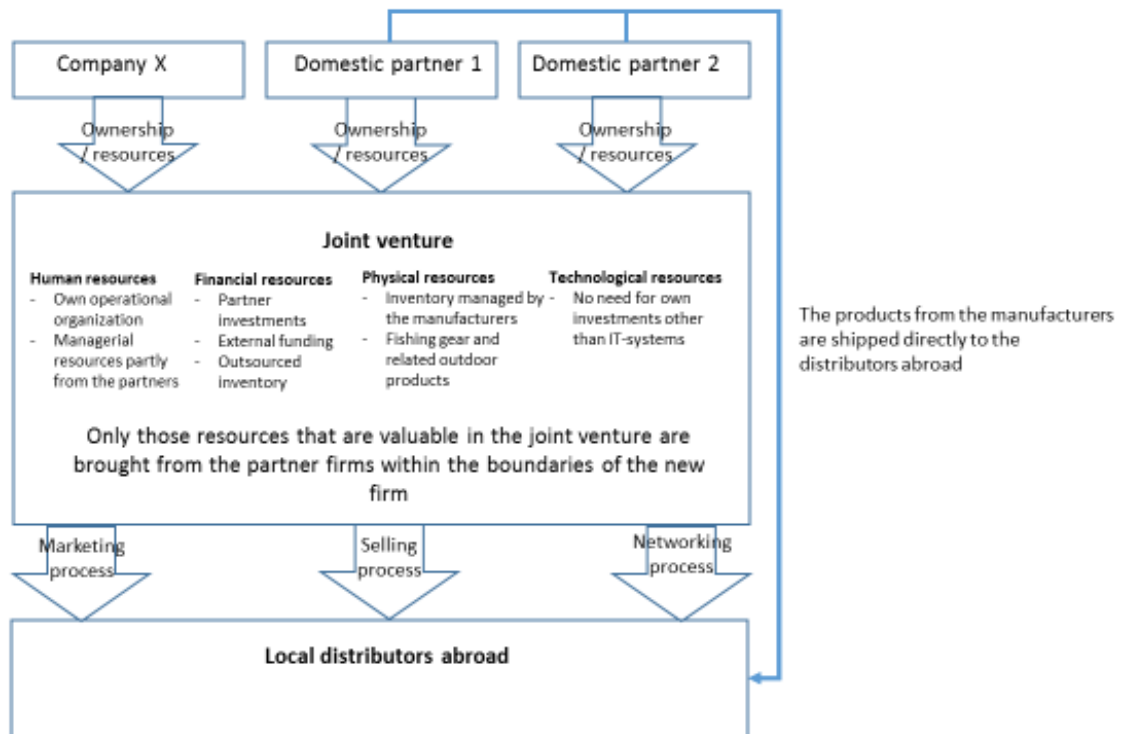 Company X
Domestic partner 1
Domestic partner 2
Ownership
/ resources
Ownership
/ resources
Ownership
/ resources
Joint venture
Human resources
- Own operational
organization
- Managerial
resources partly
from the partners
Financial resources
- Partner
investments
- External funding
- Outsourced
inventory
Physical resources
- Inventory managed by
the manufacturers
- Fishing gear and
related outdoor
products
Technological resources
- No need for own
investments other
than IT-systems
Only those resources that are valuable in the joint venture are
brought from the partner firms within the boundaries of the new
firm
The products from the manufacturers
are shipped directly to the
distributors abroad
Marketing
process
Selling
process
Networking
process
Local distributors abroad